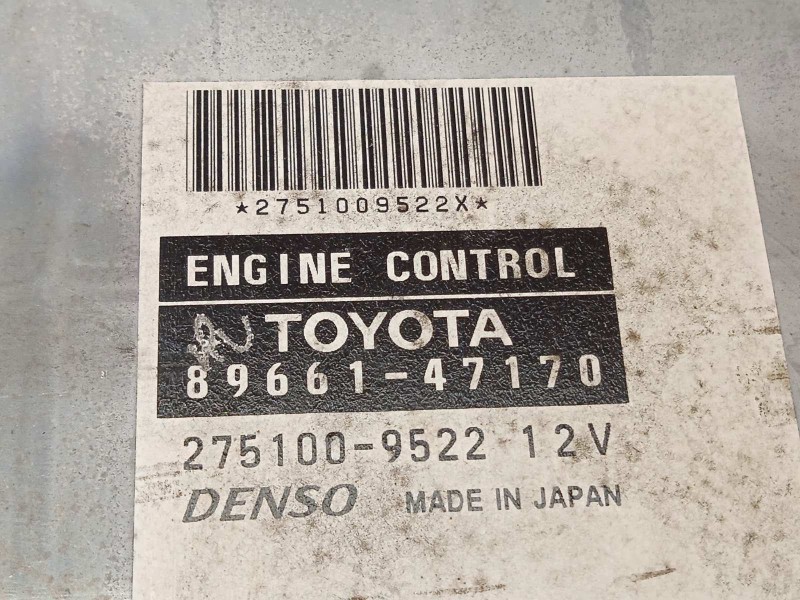 *2751009522X*
ENGINE CONTROL
TOYOTA
89661-47170
275100-9522 12V
DENSO MADE IN JAPAN